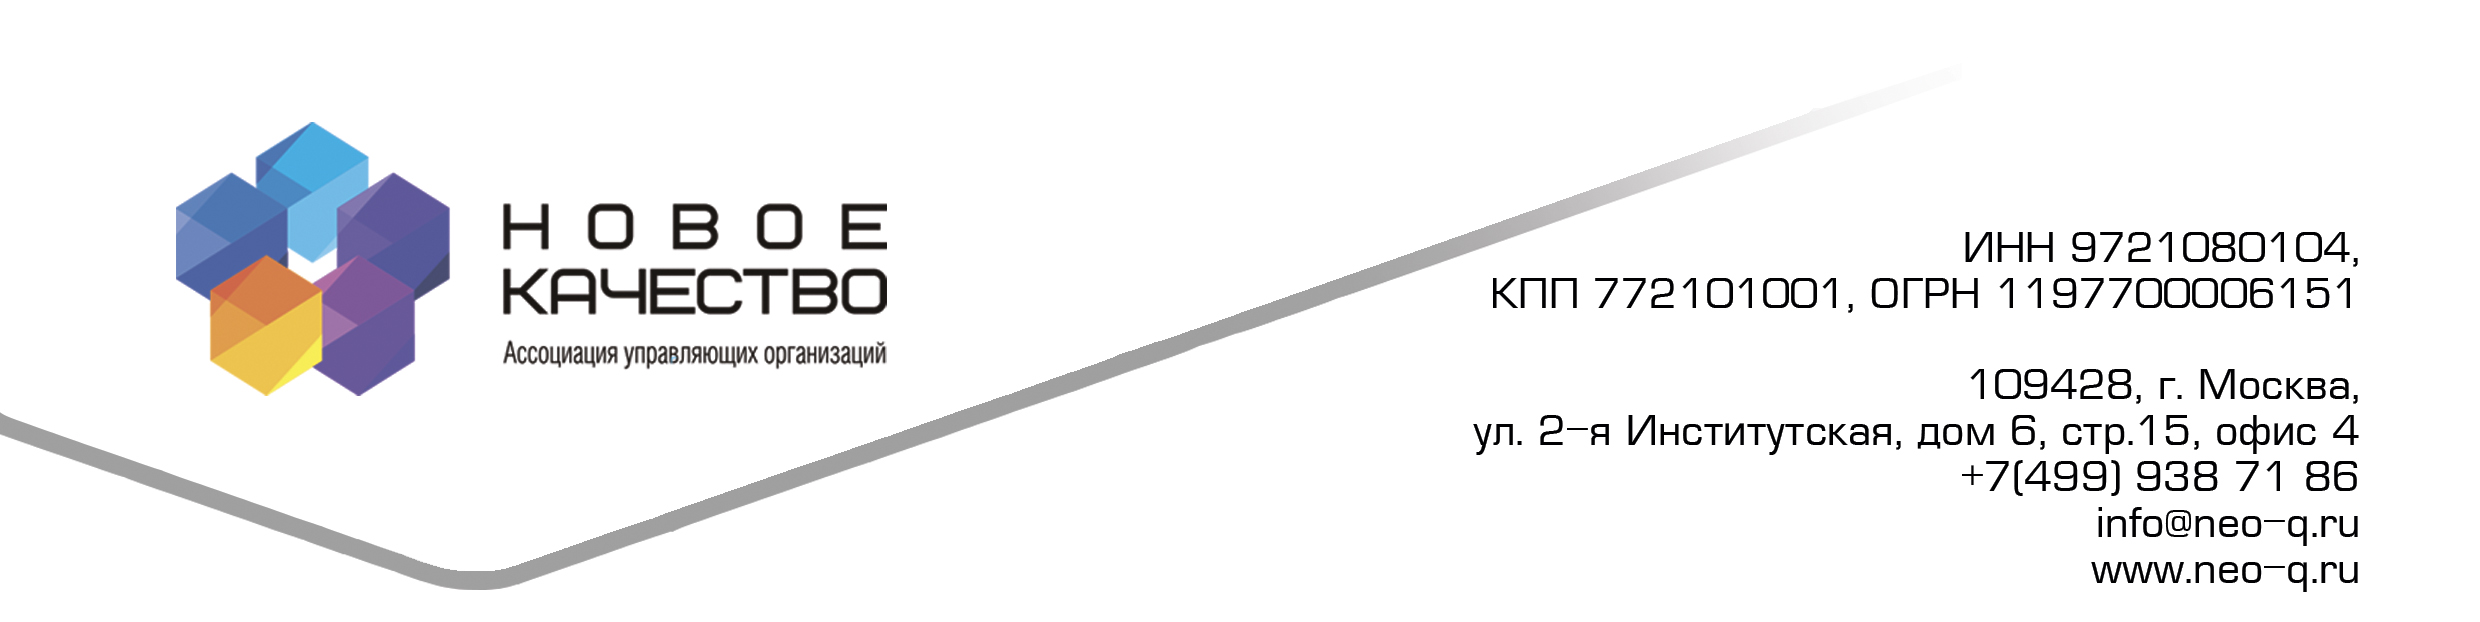 НОВОЕ
КАЧЕСТВО
Ассоциация управляющих организаций
ИНН 9721080104,
КПП 772101001, ОГРН 1197700006151
109428, г. Москва,
ул. 2-я Институтская, дом 6, стр.15, офис 4
+7(499) 938 71 86
info@neo-q.ru
www.neo-q.ru